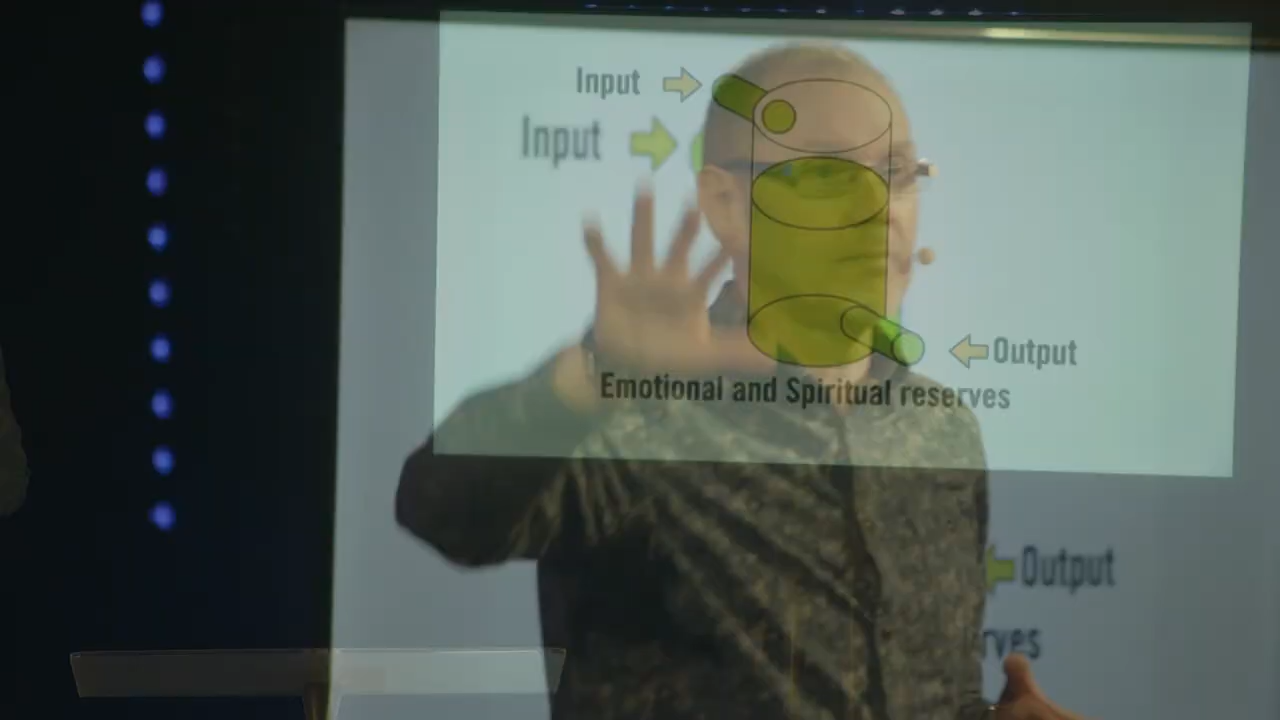 Input
Input
Output
Emotional and Spiritual reserves
Output
rves